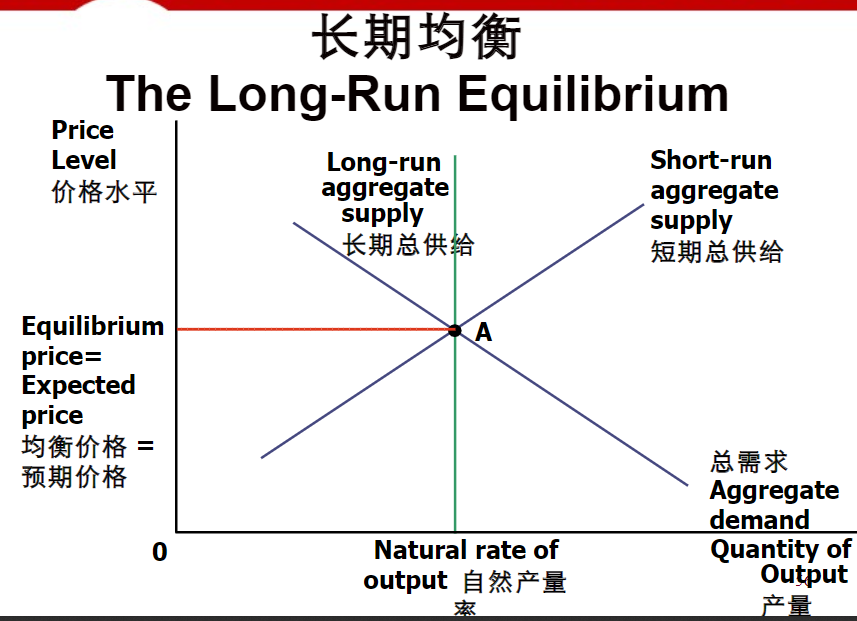 长期均衡
The Long-Run Equilibrium
Price
Level
价格水平
Long-run
aggregate
supply
长期总供给
Short-run
aggregate
supply
短期总供给
Equilibrium
price=
Expected
price
均衡价格 =
预期价格
A
总需求
Aggregate
demand
0
Natural rate of
output 自然产量
率
Quantity of
Output
产量